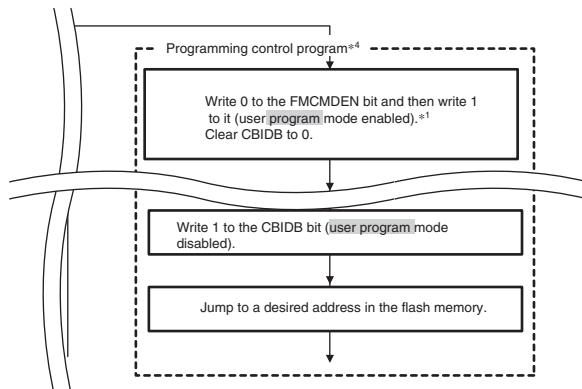 Programming control program*4
Write 0 to the FMCMDEN bit and then write 1
to it (user program mode enabled).*1
Clear CBIDB to 0.
Write 1 to the CBIDB bit (user program mode
disabled).
Jump to a desired address in the flash memory.